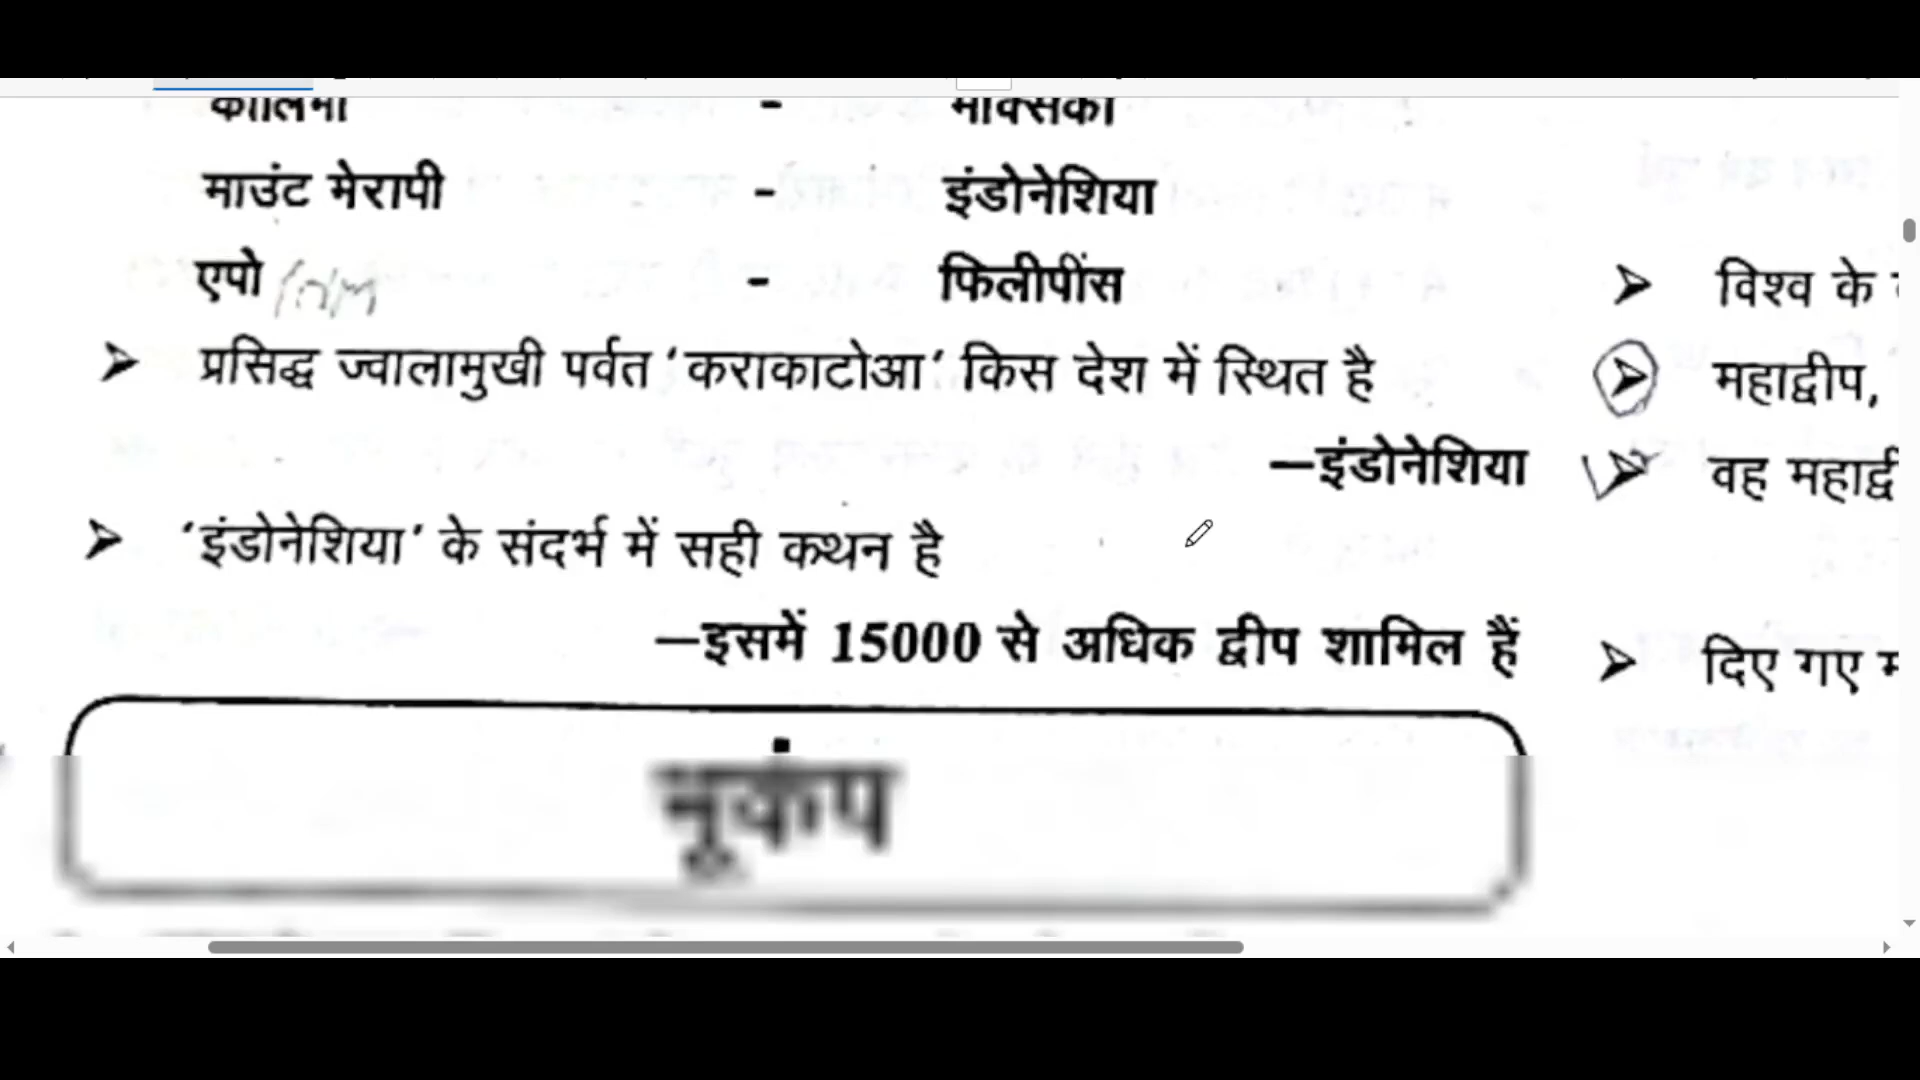 कोलिमा - मैक्सिको
माउंट मेरापी - इंडोनेशिया
एपो - फिलीपींस
➤ प्रसिद्ध ज्वालामुखी पर्वत ‘कराकाटोआ’ किस देश में स्थित है
—इंडोनेशिया
➤ ‘इंडोनेशिया’ के संदर्भ में सही कथन है
—इसमें 15000 से अधिक द्वीप शामिल हैं
भूकंप
➤ विश्व के
➤ महाद्वीप,
➤ वह
➤ दिए गए